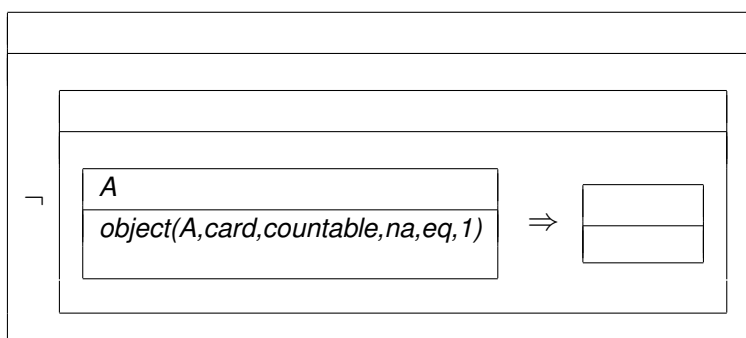 A
¬ object(A,card,countable,na,eq,1) ⇒